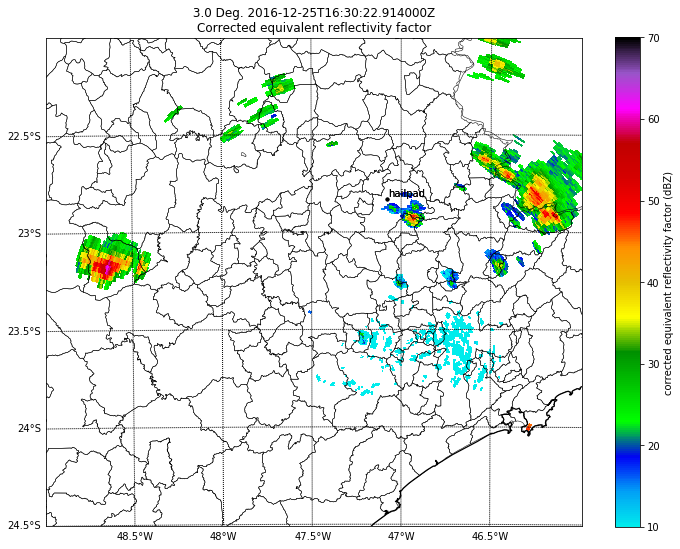 3.0 Deg. 2016-12-25T16:30:22.914000Z
Corrected equivalent reflectivity factor
hailpad
22.5°S
23°S
23.5°S
24°S
24.5°S
48.5°W
48°W
47.5°W
47°W
46.5°W
70
60
50
40
30
20
10
corrected equivalent reflectivity factor (dBZ)